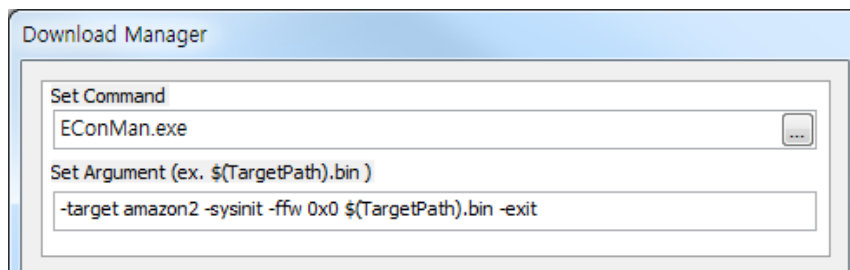 Download Manager
Set Command
EConMan.exe
...
Set Argument (ex. $(TargetPath).bin )
-target amazon2 -sysinit -ffw 0x0 $(TargetPath).bin -exit